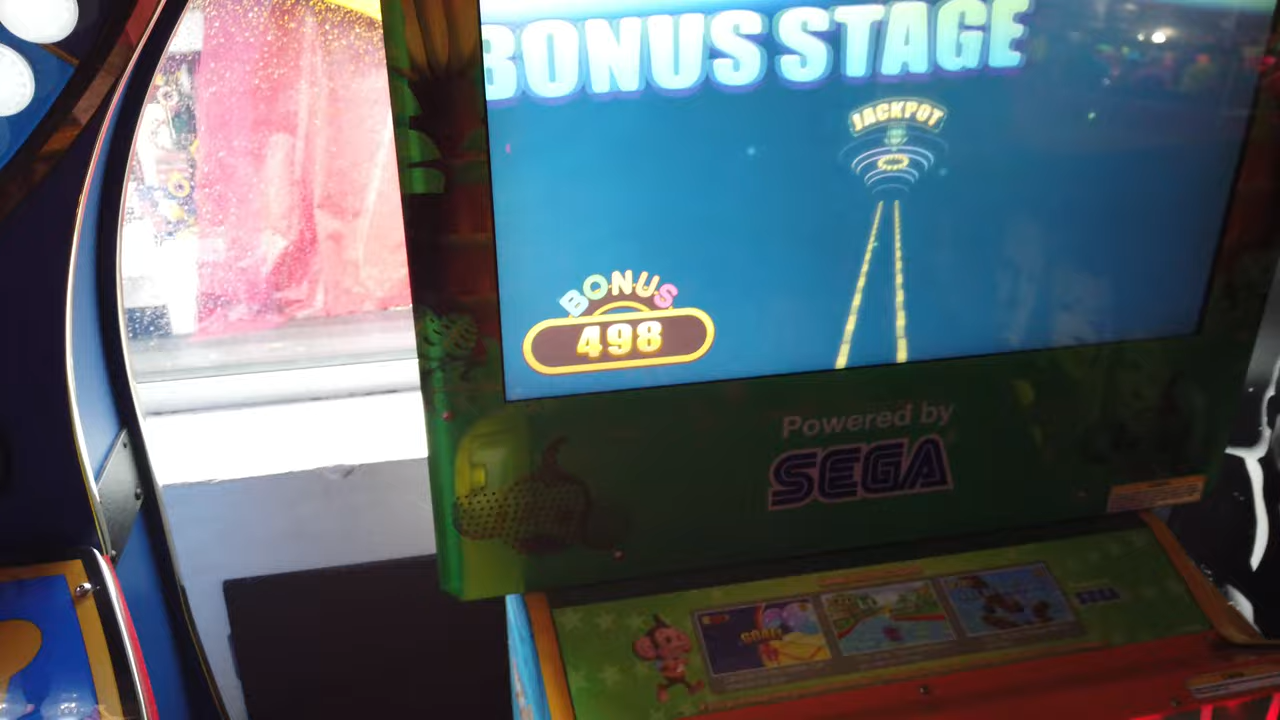 BONUS STAGE
JACKPOT
BONUS
498
Powered by
SEGA
GOAL
SEGA